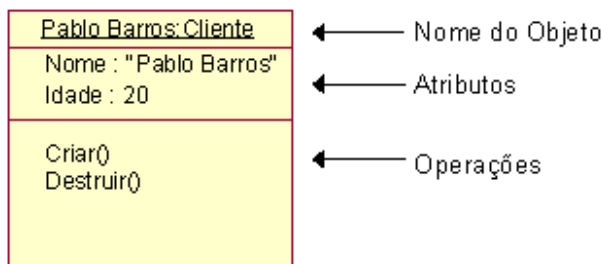 Pablo Barros:Cliente
Nome do Objeto
Nome : "Pablo Barros"
Idade : 20
Atributos
Criar()
Destruir()
Operações